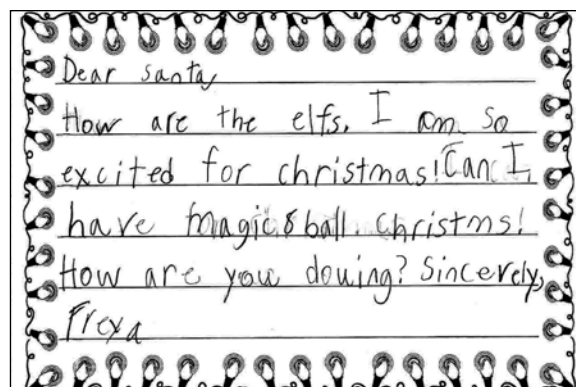 Dear santa,
How are the elfs. I am so
excited for christmas! Can I
have magic 8 ball. christms!
How are you douing? Sincerely,
Freya